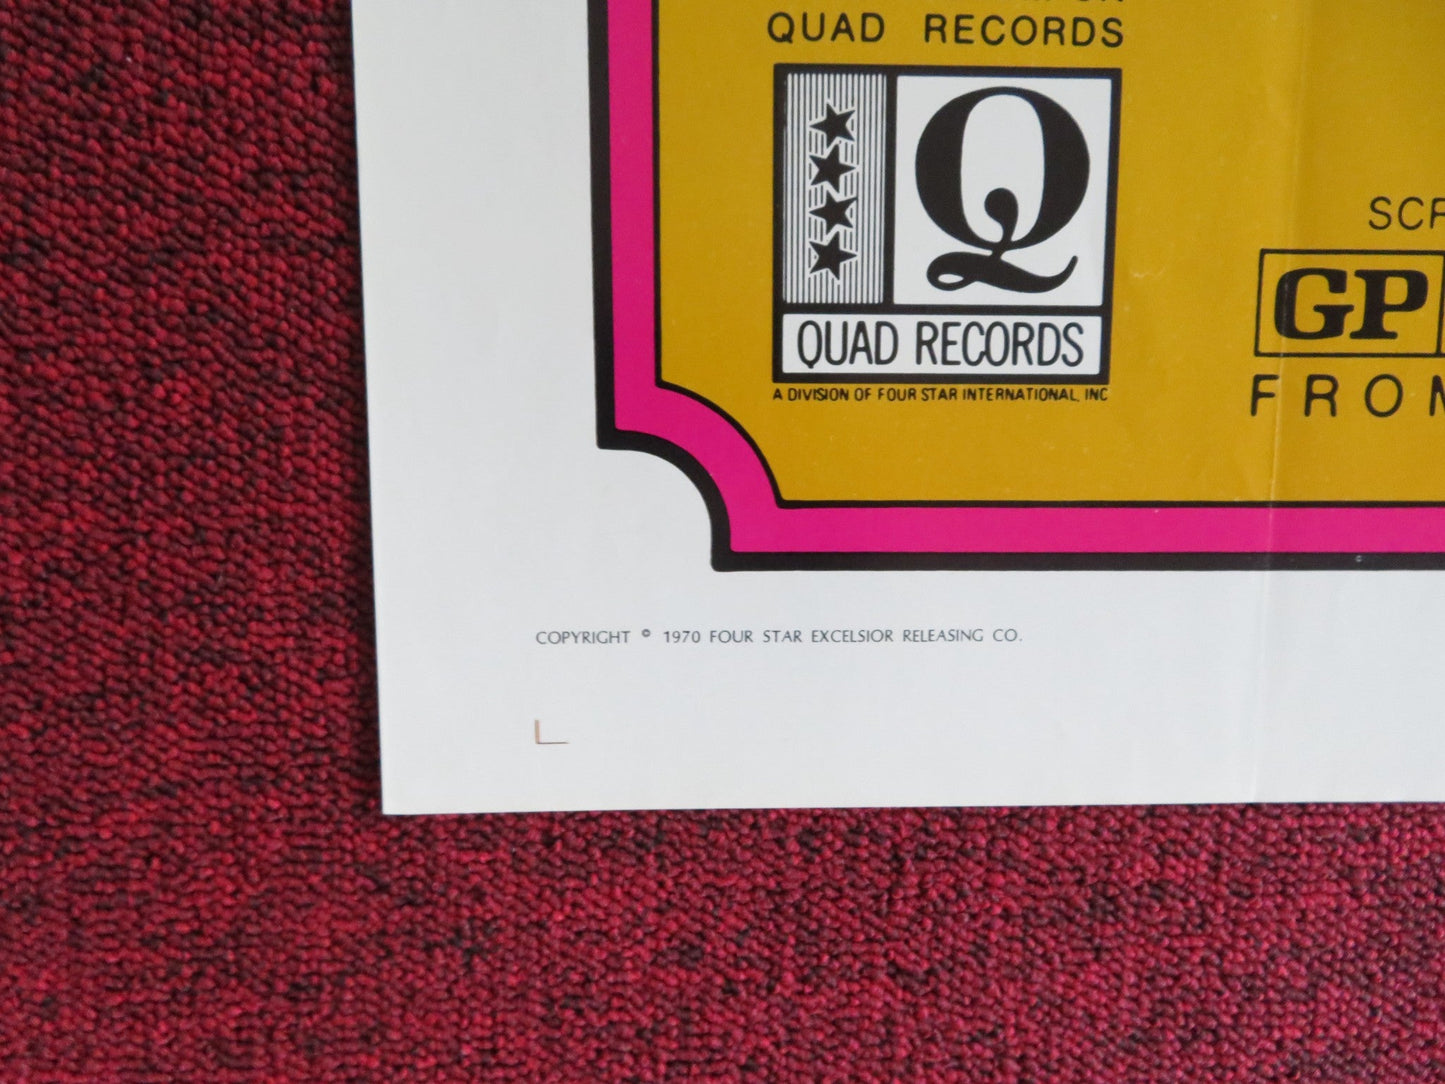 QUAD RECORDS
Q
QUAD RECORDS
A DIVISION OF FOUR STAR INTERNATIONAL, INC
GP
FROM
COPYRIGHT © 1970 FOUR STAR EXCELSIOR RELEASING CO.